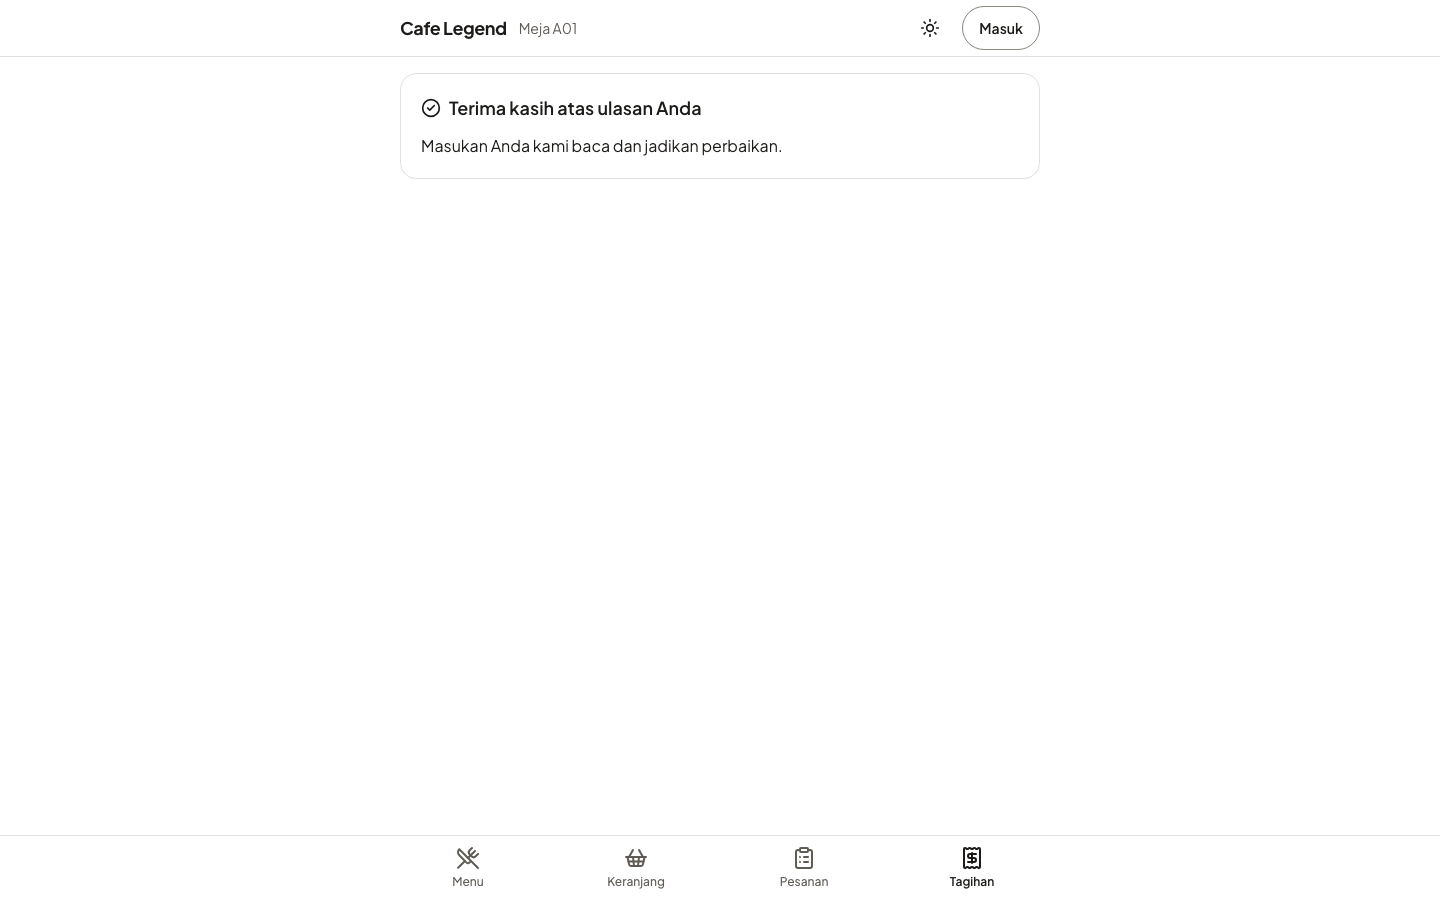 Cafe Legend Meja A01 Masuk
Terima kasih atas ulasan Anda
Masukan Anda kami baca dan jadikan perbaikan.
Menu Keranjang Pesanan Tagihan